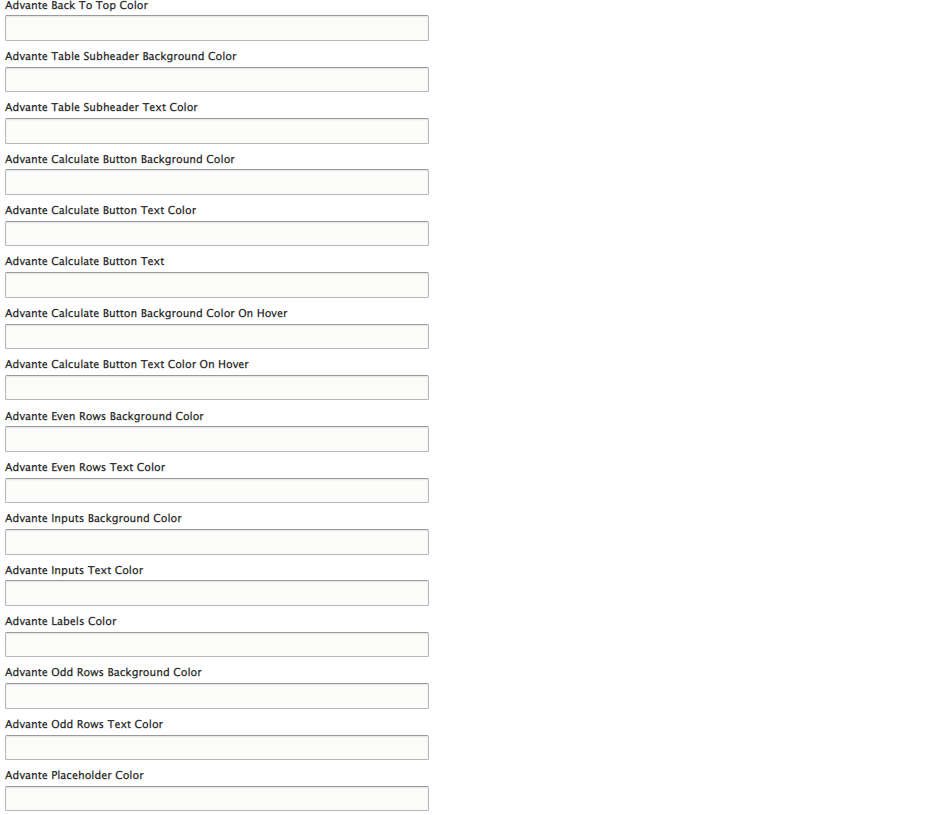 Advante Back To Top Color
Advante Table Subheader Background Color
Advante Table Subheader Text Color
Advante Calculate Button Background Color
Advante Calculate Button Text Color
Advante Calculate Button Text
Advante Calculate Button Background Color On Hover
Advante Calculate Button Text Color On Hover
Advante Even Rows Background Color
Advante Even Rows Text Color
Advante Inputs Background Color
Advante Inputs Text Color
Advante Labels Color
Advante Odd Rows Background Color
Advante Odd Rows Text Color
Advante Placeholder Color